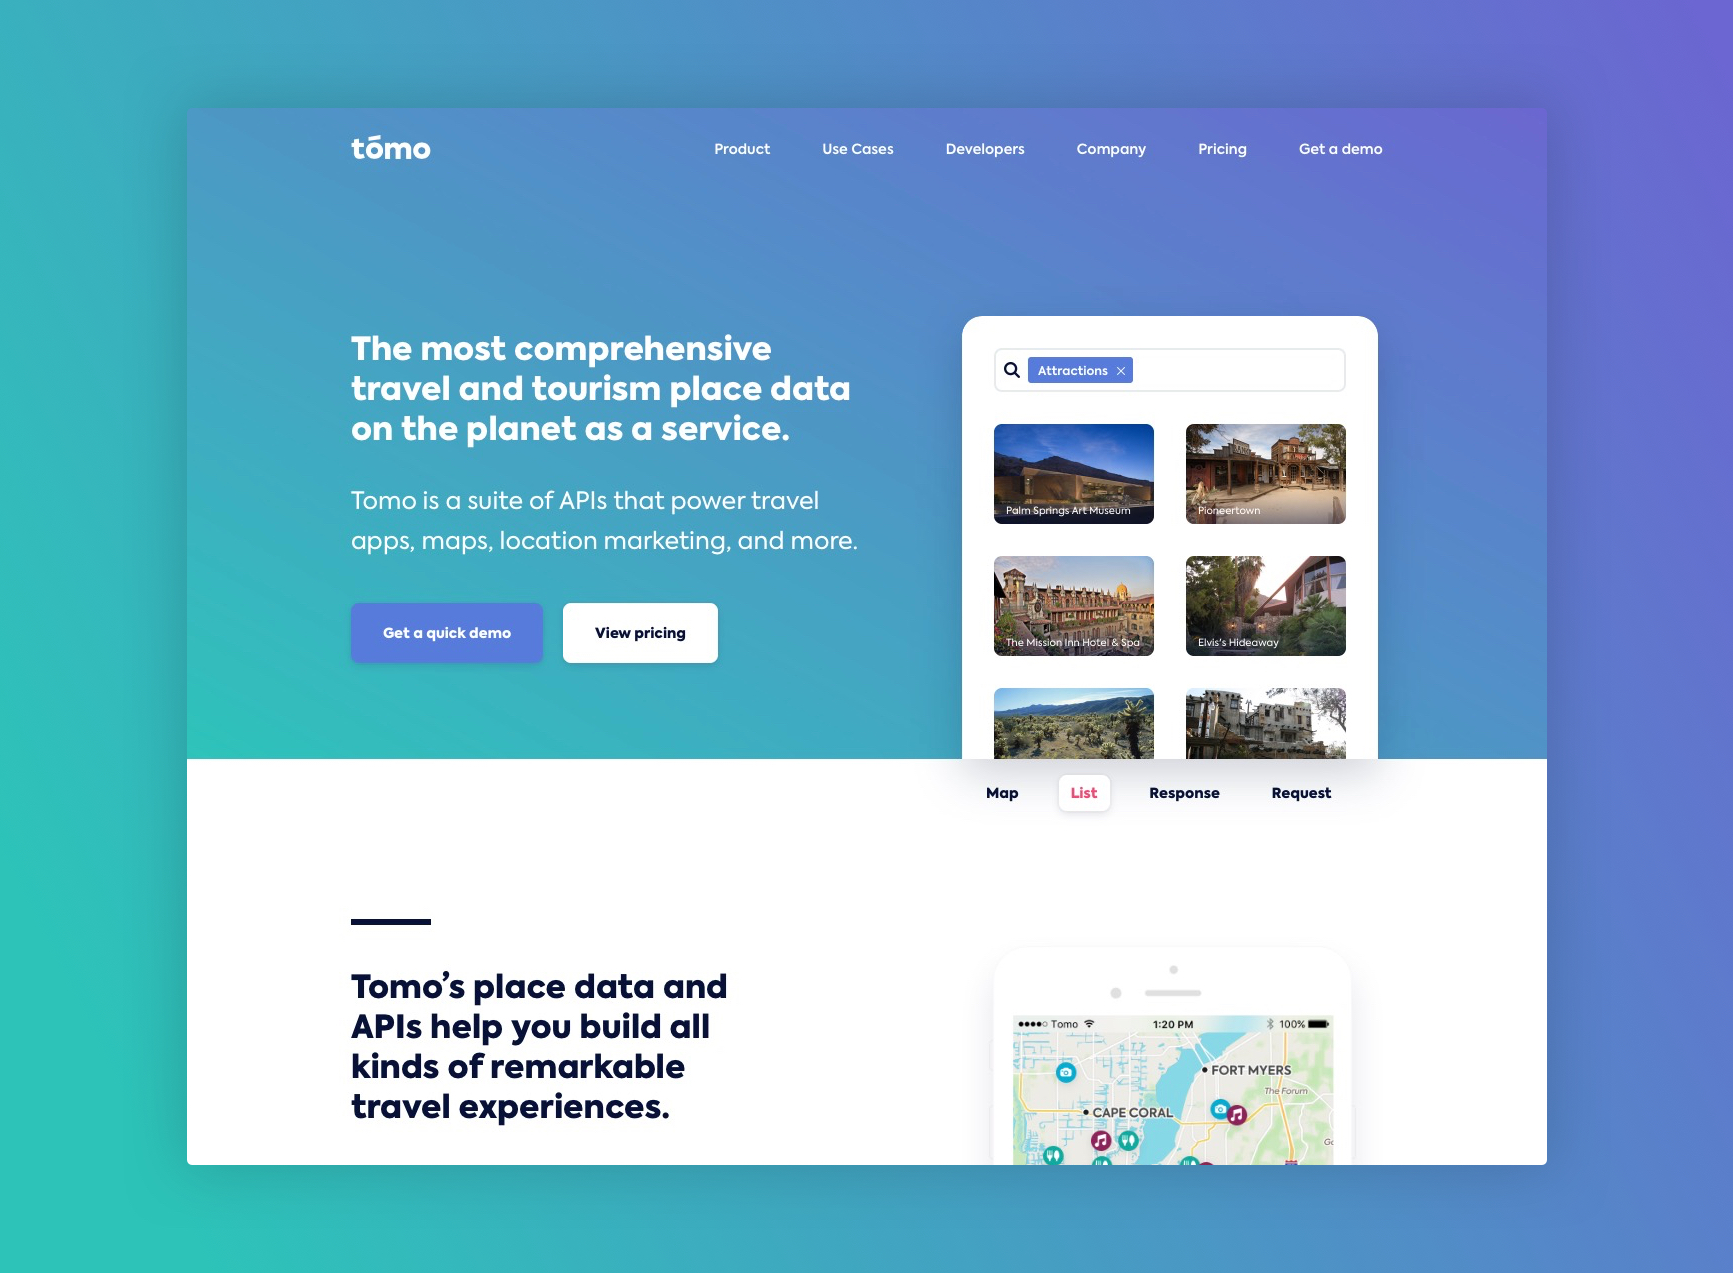 tómo
Product
Use Cases
Developers
Company
Pricing
Get a demo
The most comprehensive
travel and tourism place data
on the planet as a service.
Tomo is a suite of APIs that power travel
apps, maps, location marketing, and more.
Get a quick demo
View pricing
Attractions
Palm Springs Art Museum
Pioneertown
The Mission Inn Hotel & Spa
Elvis's Hideaway
Map
List
Response
Request
Tomo’s place data and
APIs help you build all
kinds of remarkable
travel experiences.
Tomo
1:20 PM
100%
FORT MYERS
The Forum
CAPE CORAL